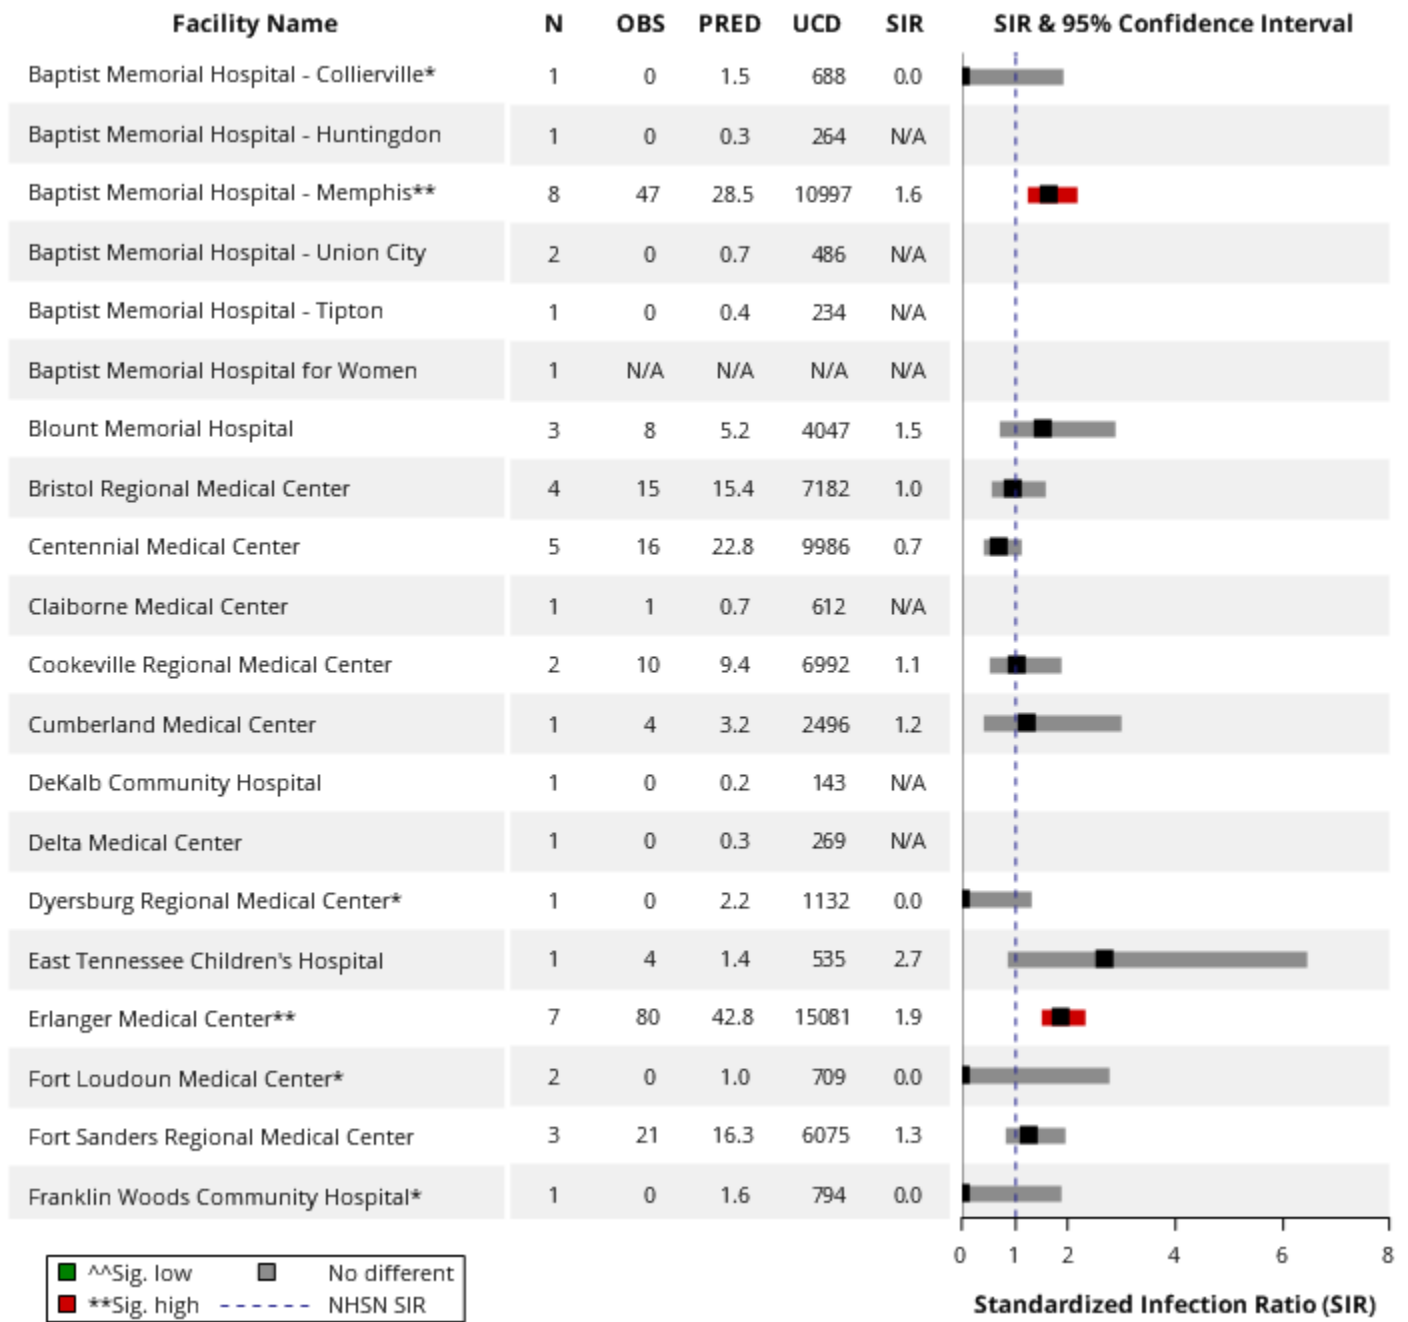 Facility Name N OBS PRED UCD SIR SIR & 95% Confidence Interval
Baptist Memorial Hospital - Collierville* 1 0 1.5 688 0.0
Baptist Memorial Hospital - Huntingdon 1 0 0.3 264 N/A
Baptist Memorial Hospital - Memphis** 8 47 28.5 10997 1.6
Baptist Memorial Hospital - Union City 2 0 0.7 486 N/A
Baptist Memorial Hospital - Tipton 1 0 0.4 234 N/A
Baptist Memorial Hospital for Women 1 N/A N/A N/A N/A
Blount Memorial Hospital 3 8 5.2 4047 1.5
Bristol Regional Medical Center 4 15 15.4 7182 1.0
Centennial Medical Center 5 16 22.8 9986 0.7
Claiborne Medical Center 1 1 0.7 612 N/A
Cookeville Regional Medical Center 2 10 9.4 6992 1.1
Cumberland Medical Center 1 4 3.2 2496 1.2
DeKalb Community Hospital 1 0 0.2 143 N/A
Delta Medical Center 1 0 0.3 269 N/A
Dyersburg Regional Medical Center* 1 0 2.2 1132 0.0
East Tennessee Children's Hospital 1 4 1.4 535 2.7
Erlanger Medical Center** 7 80 42.8 15081 1.9
Fort Loudoun Medical Center* 2 0 1.0 709 0.0
Fort Sanders Regional Medical Center 3 21 16.3 6075 1.3
Franklin Woods Community Hospital* 1 0 1.6 794 0.0
0 1 2 4 6 8
^^Sig. low No different
**Sig. high NHSN SIR
Standardized Infection Ratio (SIR)